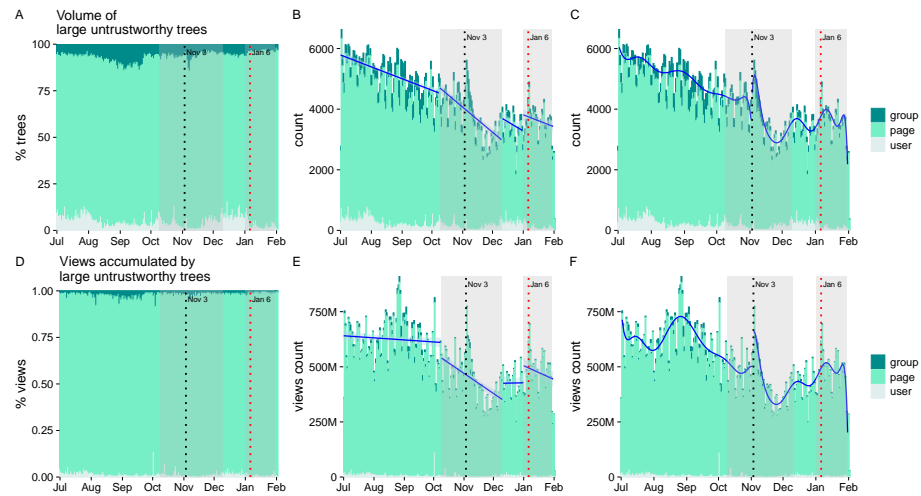 A
Volume of
large untrustworthy trees
Nov 3
Jan 6
100
75
50
25
0
% trees
Jul
Aug
Sep
Oct
Nov
Dec
Jan
Feb
B
Nov 3
Jan 6
6000
4000
2000
0
count
Jul
Aug
Sep
Oct
Nov
Dec
Jan
Feb
C
Nov 3
Jan 6
6000
4000
2000
0
count
Jul
Aug
Sep
Oct
Nov
Dec
Jan
Feb
group
page
user
D
Views accumulated by
large untrustworthy trees
Nov 3
Jan 6
1.00
0.75
0.50
0.25
0.00
% views
Jul
Aug
Sep
Oct
Nov
Dec
Jan
Feb
E
Nov 3
Jan 6
750M
500M
250M
0
views count
Jul
Aug
Sep
Oct
Nov
Dec
Jan
Feb
F
Nov 3
Jan 6
750M
500M
250M
0
views count
Jul
Aug
Sep
Oct
Nov
Dec
Jan
Feb
group
page
user